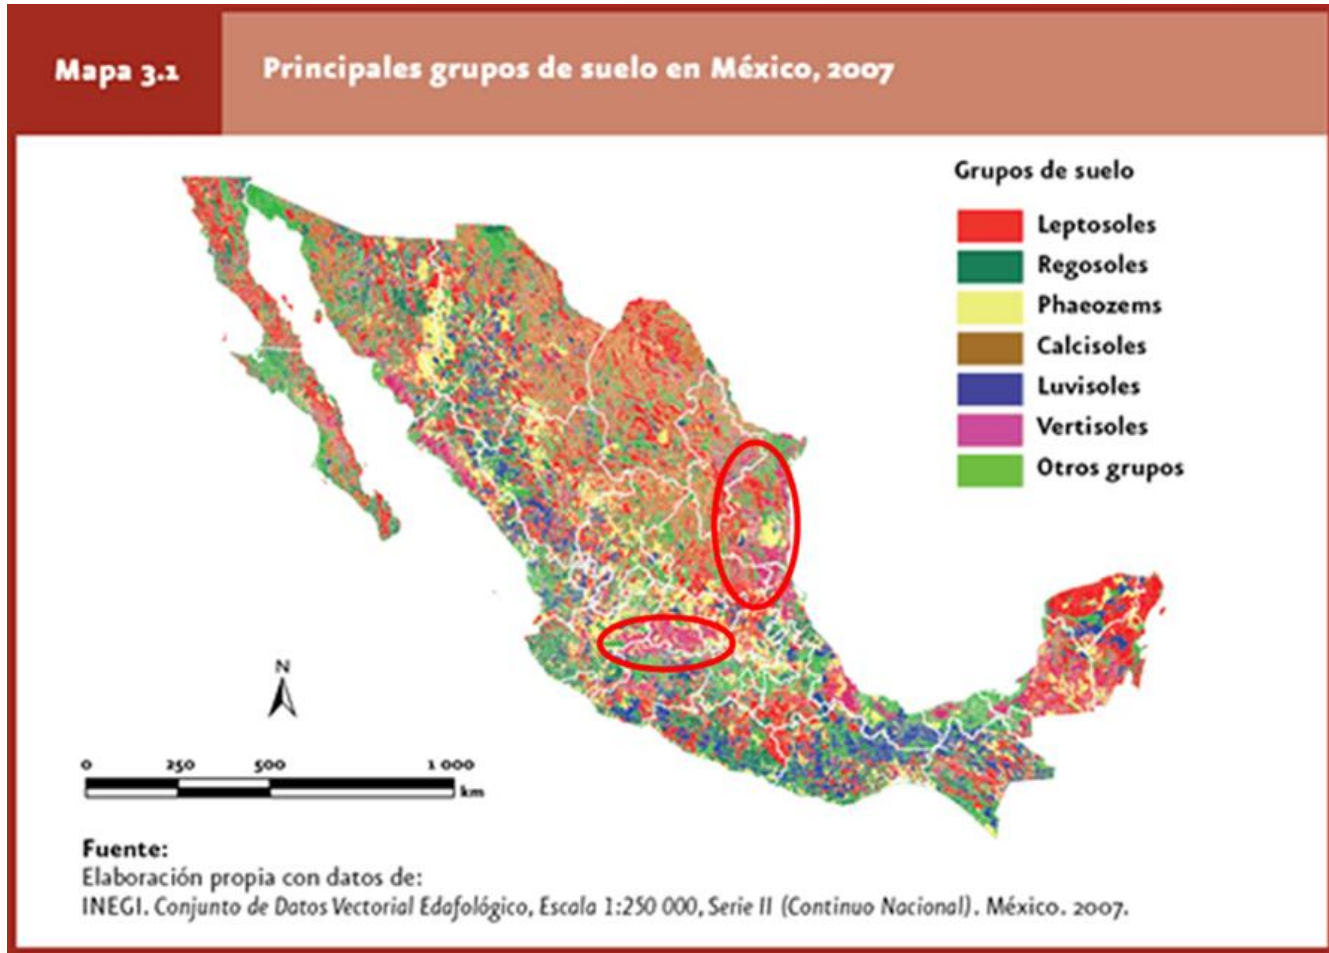 Mapa 3.1
Principales grupos de suelo en México, 2007
Grupos de suelo
Leptosoles
Regosoles
Phaeozems
Calcisoles
Luvisoles
Vertisoles
Otros grupos
N
0 250 500 1 000
km
Fuente:
Elaboración propia con datos de:
INEGI. Conjunto de Datos Vectorial Edafológico, Escala 1:250 000, Serie II (Continuo Nacional). México. 2007.